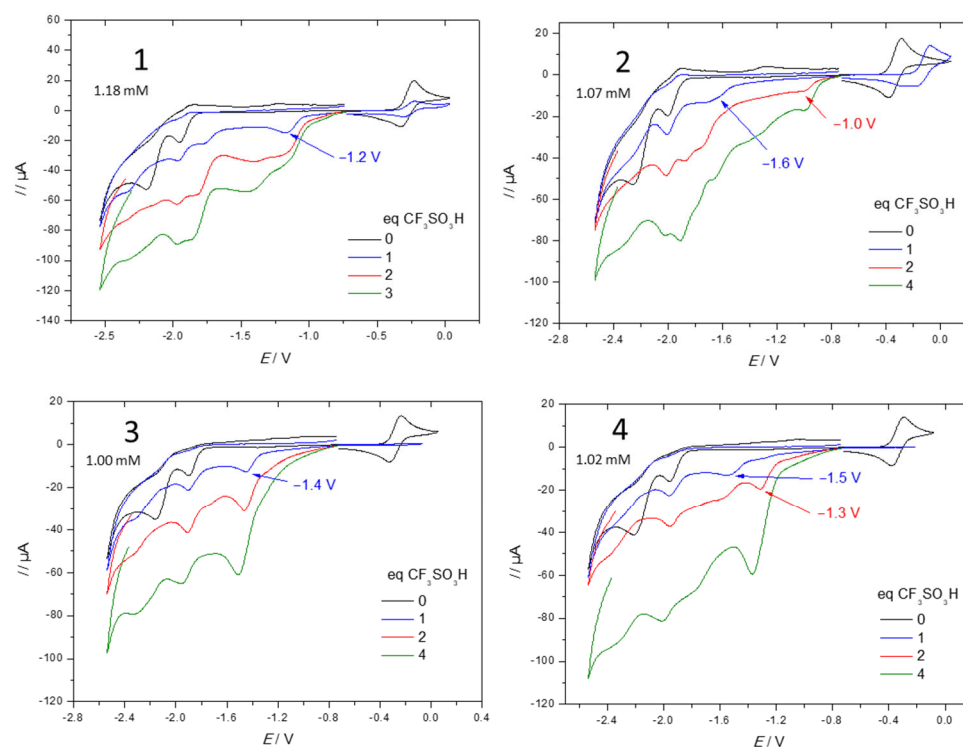 1
1.18 mM
60
40
20
0
-20
-40
-60
-80
-100
-120
-140
I / µA
−1.2 V
eq CF₃SO₃H
0
1
2
3
-2.5 -2.0 -1.5 -1.0 -0.5 0.0
E / V
2
1.07 mM
20
0
-20
-40
-60
-80
-100
-120
I / µA
−1.0 V
−1.6 V
eq CF₃SO₃H
0
1
2
4
-2.8 -2.4 -2.0 -1.6 -1.2 -0.8 -0.4 0.0
E / V
3
1.00 mM
20
0
-20
-40
-60
-80
-100
-120
I / µA
−1.4 V
eq CF₃SO₃H
0
1
2
4
-2.8 -2.4 -2.0 -1.6 -1.2 -0.8 -0.4 0.0 0.4
E / V
4
1.02 mM
20
0
-20
-40
-60
-80
-100
-120
I / µA
−1.5 V
−1.3 V
eq CF₃SO₃H
0
1
2
4
-2.4 -2.0 -1.6 -1.2 -0.8 -0.4 0.0
E / V